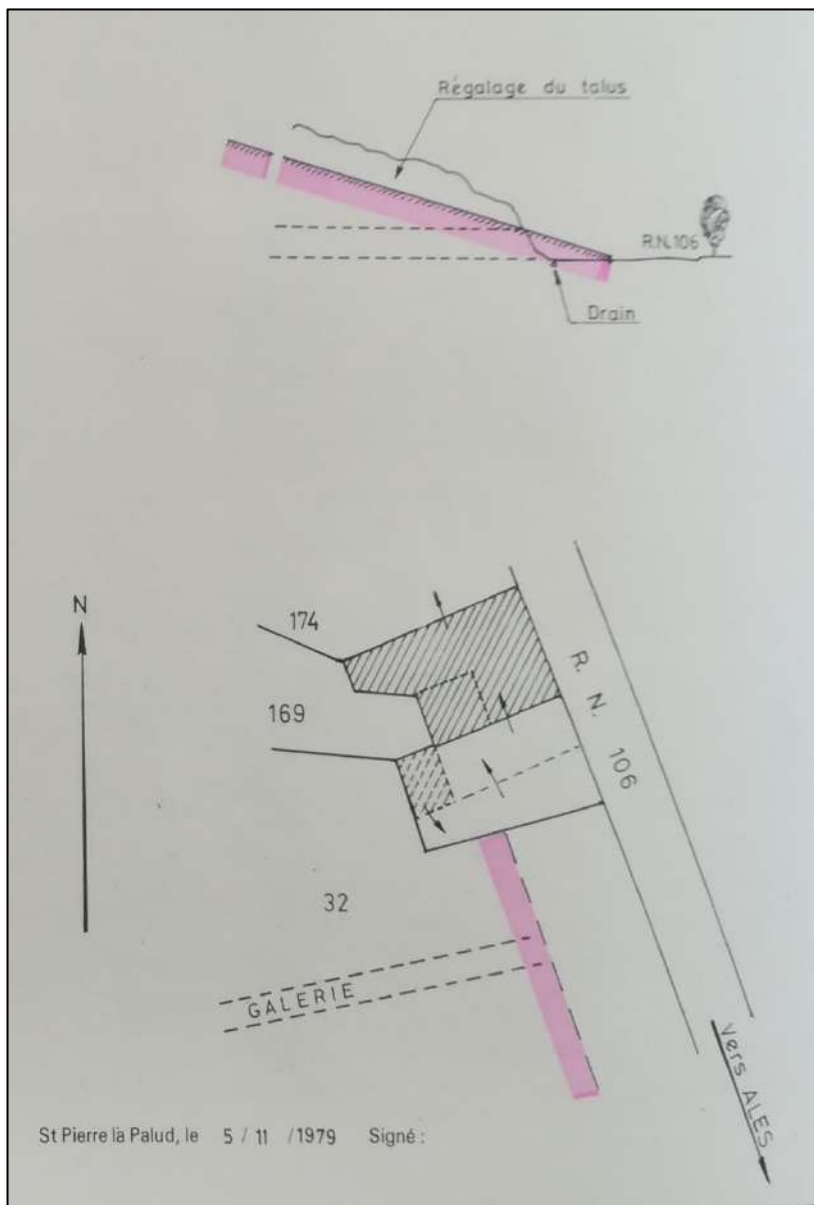 Régalage du talus
R.N.106
Drain
N
174
169
R. N. 106
32
GALERIE
Vers ALES
St Pierre la Palud, le 5 / 11 / 1979 Signé :